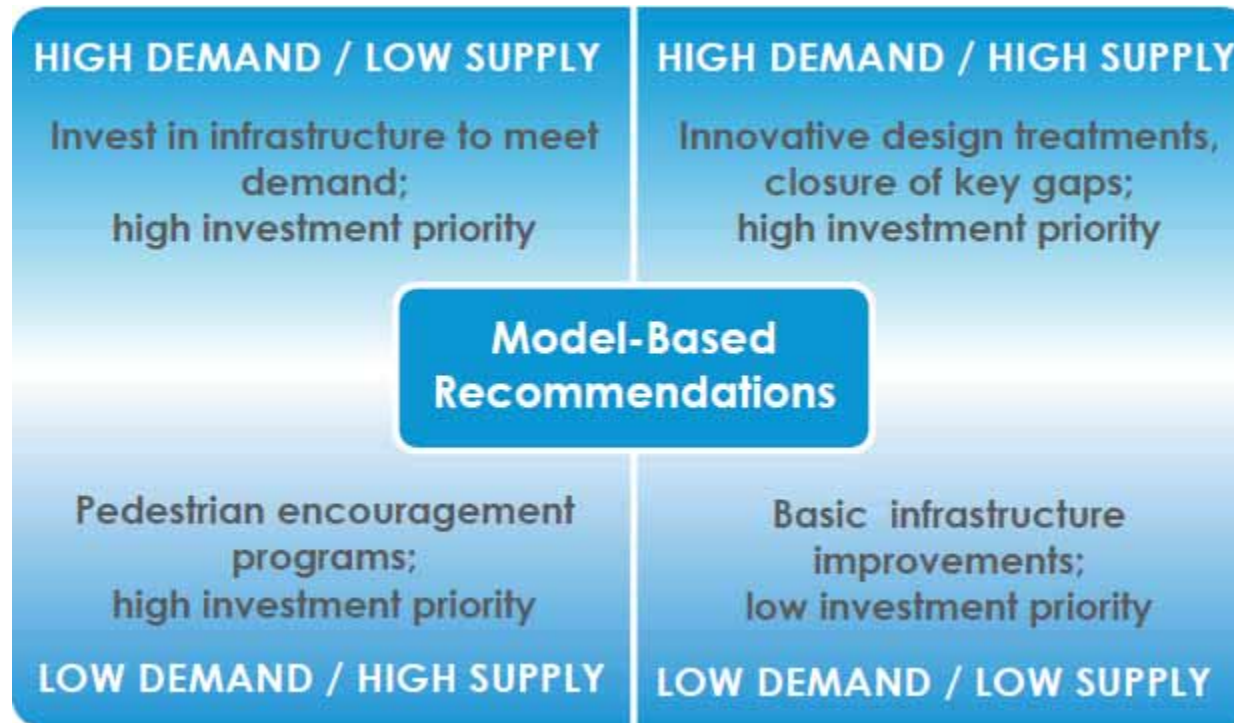 HIGH DEMAND / LOW SUPPLY
Invest in infrastructure to meet
demand;
high investment priority
HIGH DEMAND / HIGH SUPPLY
Innovative design treatments,
closure of key gaps;
high investment priority
Model-Based
Recommendations
Pedestrian encouragement
programs;
high investment priority
LOW DEMAND / HIGH SUPPLY
Basic infrastructure
improvements;
low investment priority
LOW DEMAND / LOW SUPPLY